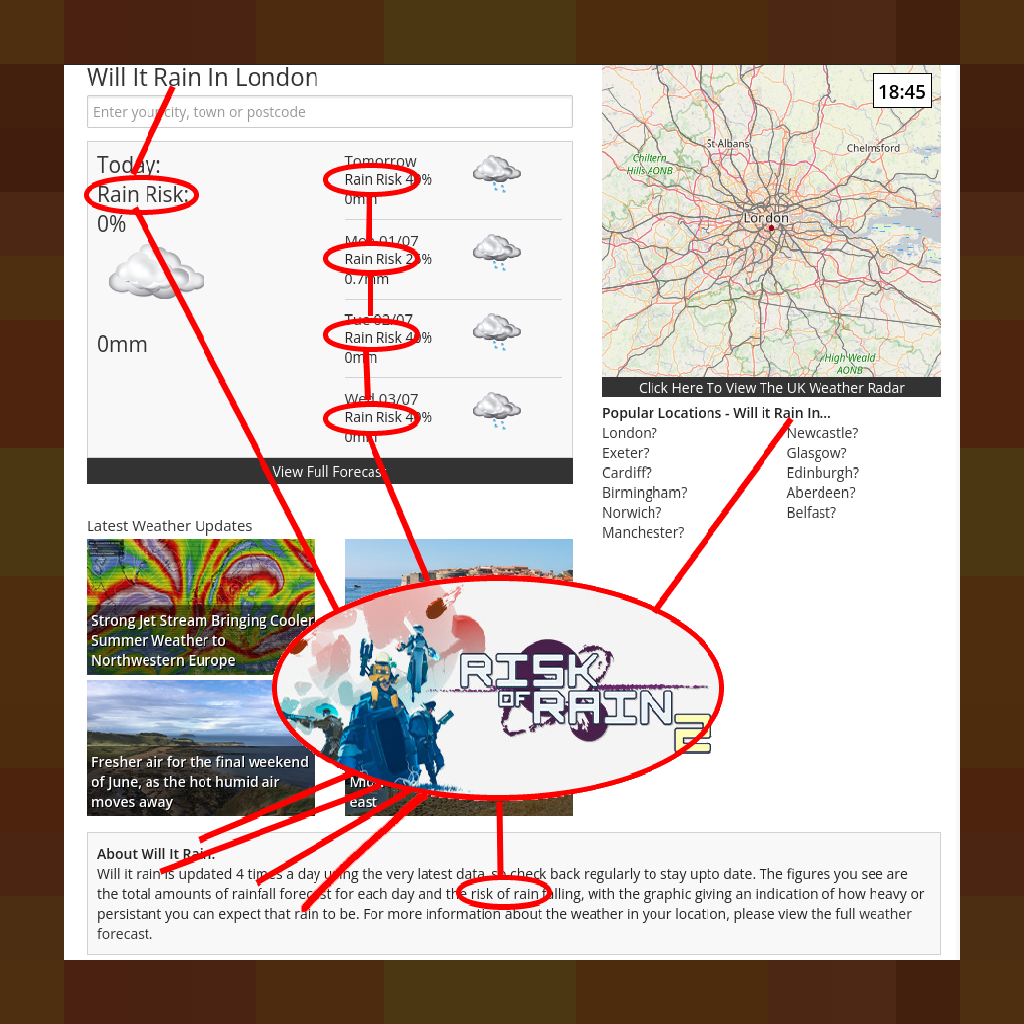 Will It Rain In London
Enter your city, town or postcode
Today:
Rain Risk:
0%
0mm
Tomorrow
Rain Risk 4%
0mm
Mon 01/07
Rain Risk 2%
0.7mm
Tue 02/07
Rain Risk 40%
0mm
Wed 03/07
Rain Risk 4%
0mm
View Full Forecast
18:45
St Albans
Chelmsford
Chiltern
Hills AONB
London
High Weald
AONB
Click Here To View The UK Weather Radar
Popular Locations - Will it Rain In...
London?
Exeter?
Cardiff?
Birmingham?
Norwich?
Manchester?
Newcastle?
Glasgow?
Edinburgh?
Aberdeen?
Belfast?
Latest Weather Updates
Strong Jet Stream Bringing Cooler
Summer Weather to
Northwestern Europe
Fresher air for the final weekend
of June, as the hot humid air
moves away
east
RISK
OF RAIN
2
About Will It Rain:
Will it rain is updated 4 times a day using the very latest data, so check back regularly to stay upto date. The figures you see are
the total amounts of rainfall forecast for each day and the risk of rain falling, with the graphic giving an indication of how heavy or
persistant you can expect that rain to be. For more information about the weather in your location, please view the full weather
forecast.